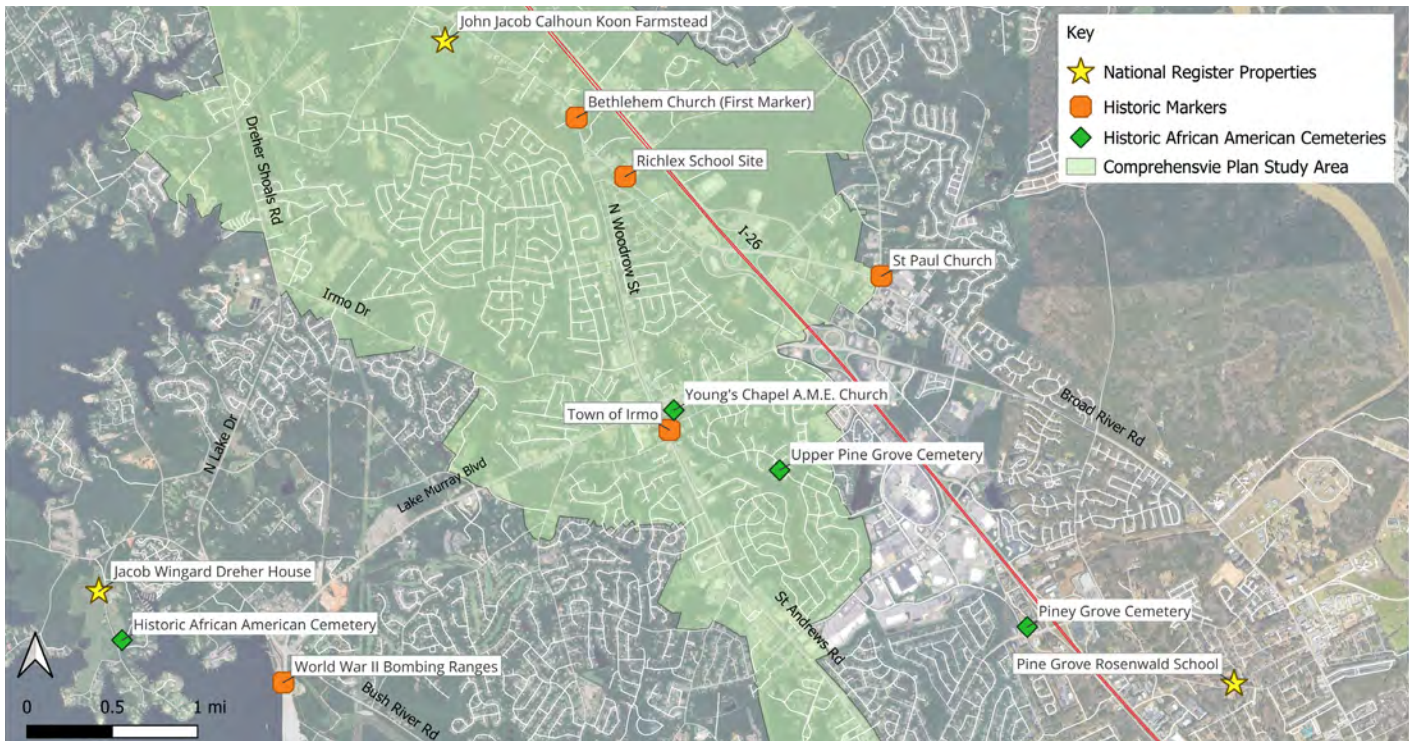 John Jacob Calhoun Koon Farmstead
Key
National Register Properties
Historic Markers
Historic African American Cemeteries
Comprehensvie Plan Study Area
Bethlehem Church (First Marker)
Dreher Shoals Rd
Richlex School Site
N Woodrow St
I-26
St Paul Church
Irmo Dr
Young's Chapel A.M.E. Church
Town of Irmo
Broad River Rd
N Lake Dr
Upper Pine Grove Cemetery
Lake Murray Blvd
Jacob Wingard Dreher House
Historic African American Cemetery
St Andrews Rd
Piney Grove Cemetery
World War II Bombing Ranges
Pine Grove Rosenwald School
Bush River Rd
0 0.5 1 mi